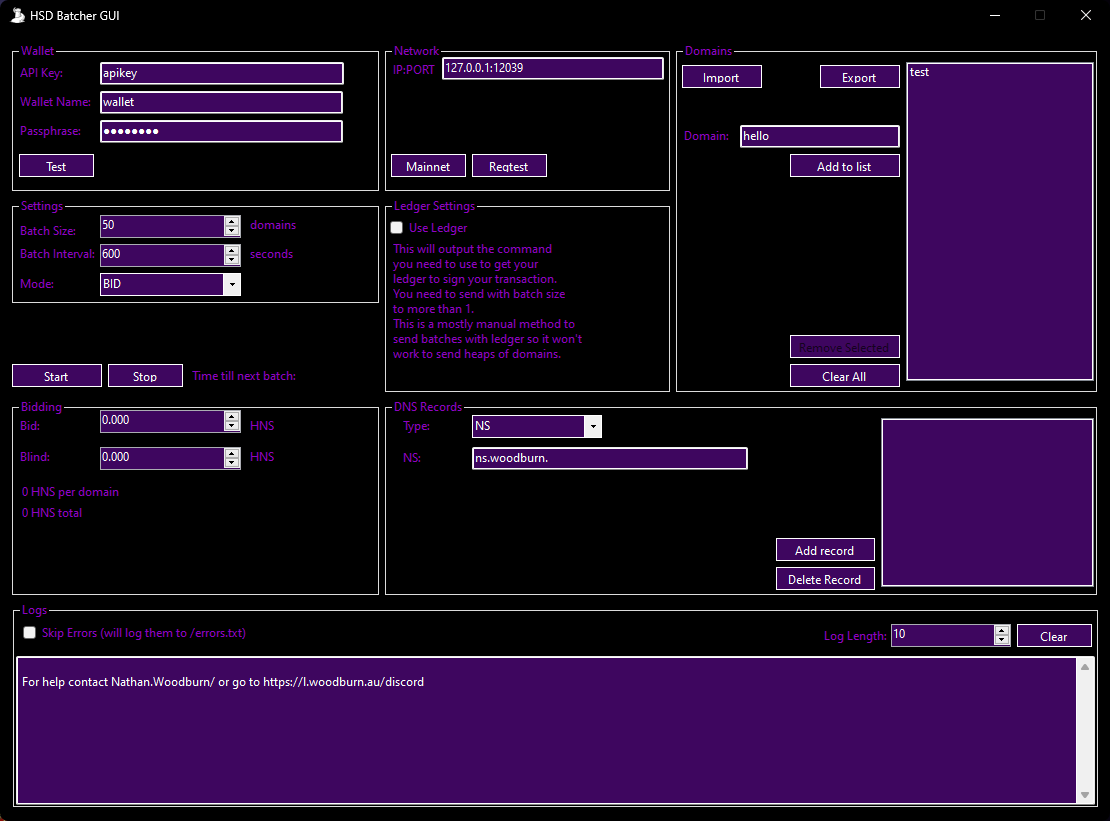 HSD Batcher GUI
Wallet
API Key: apikey
Wallet Name: wallet
Passphrase: ●●●●●●●●
Test
Network
IP:PORT 127.0.0.1:12039
Mainnet Regtest
Domains
Import Export
Domain: hello
Add to list
test
Remove Selected
Clear All
Settings
Batch Size: 50 domains
Batch Interval: 600 seconds
Mode: BID
Ledger Settings
Use Ledger
This will output the command
you need to use to get your
ledger to sign your transaction.
You need to send with batch size
to more than 1.
This is a mostly manual method to
send batches with ledger so it won't
work to send heaps of domains.
Start Stop Time till next batch:
Bidding
Bid: 0.000 HNS
Blind: 0.000 HNS
0 HNS per domain
0 HNS total
DNS Records
Type: NS
NS: ns.woodburn.
Add record
Delete Record
Logs
Skip Errors (will log them to /errors.txt)
Log Length: 10 Clear
For help contact Nathan.Woodburn/ or go to https://l.woodburn.au/discord